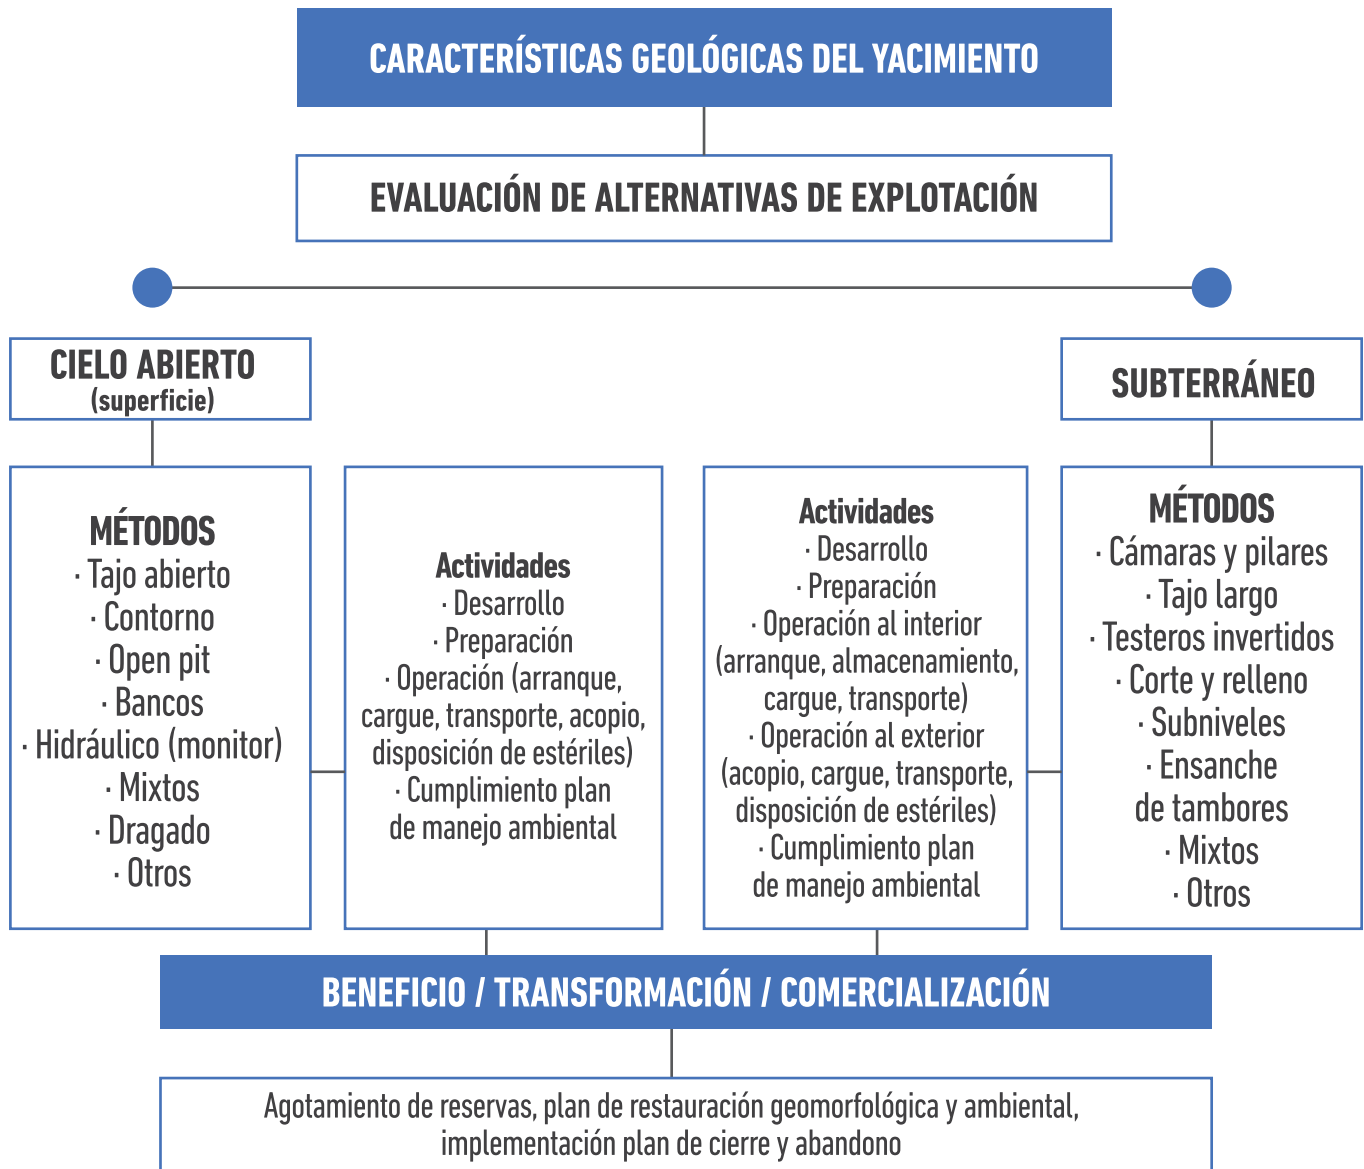 CARACTERÍSTICAS GEOLÓGICAS DEL YACIMIENTO
EVALUACIÓN DE ALTERNATIVAS DE EXPLOTACIÓN
CIELO ABIERTO
(superficie)
MÉTODOS
· Tajo abierto
· Contorno
· Open pit
· Bancos
· Hidráulico (monitor)
· Mixtos
· Dragado
· Otros
Actividades
· Desarrollo
· Preparación
· Operación (arranque,
cargue, transporte, acopio,
disposición de estériles)
· Cumplimiento plan
de manejo ambiental
Actividades
· Desarrollo
· Preparación
· Operación al interior
(arranque, almacenamiento,
cargue, transporte)
· Operación al exterior
(acopio, cargue, transporte,
disposición de estériles)
· Cumplimiento plan
de manejo ambiental
SUBTERRÁNEO
MÉTODOS
· Cámaras y pilares
· Tajo largo
· Testeros invertidos
· Corte y relleno
· Subniveles
· Ensanche
de tambores
· Mixtos
· Otros
BENEFICIO / TRANSFORMACIÓN / COMERCIALIZACIÓN
Agotamiento de reservas, plan de restauración geomorfológica y ambiental,
implementación plan de cierre y abandono